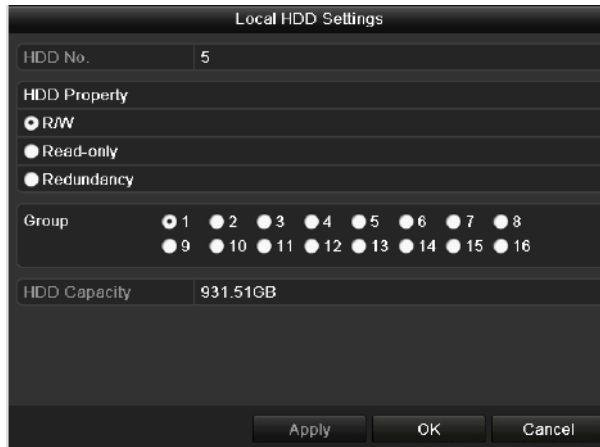 Local HDD Settings
HDD No. 5
HDD Property
R/W
Read-only
Redundancy
Group 1 2 3 4 5 6 7 8
9 10 11 12 13 14 15 16
HDD Capacity 931.51GB
Apply OK Cancel